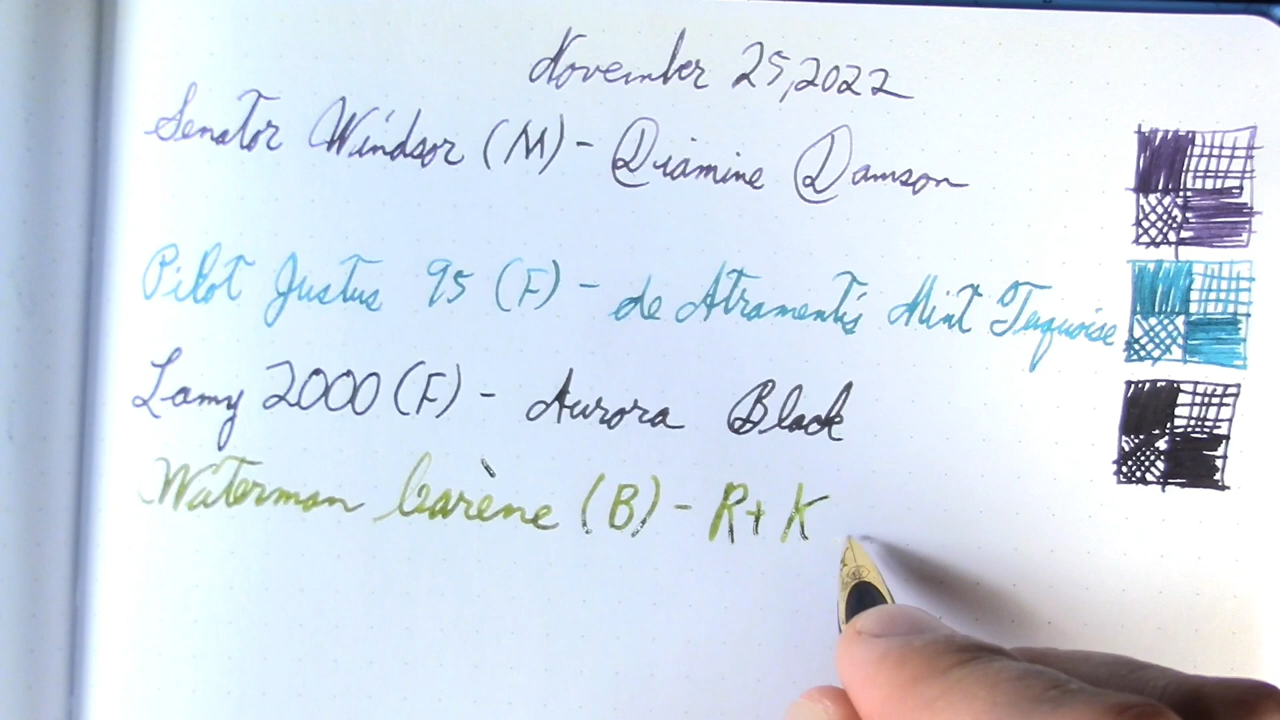 November 25, 2022
Senator Windsor (M) - Diamine Damson
Pilot Justus 95 (F) - de Atramentis Mint Turquoise
Lamy 2000 (F) - Aurora Black
Waterman Carène (B) - R + K